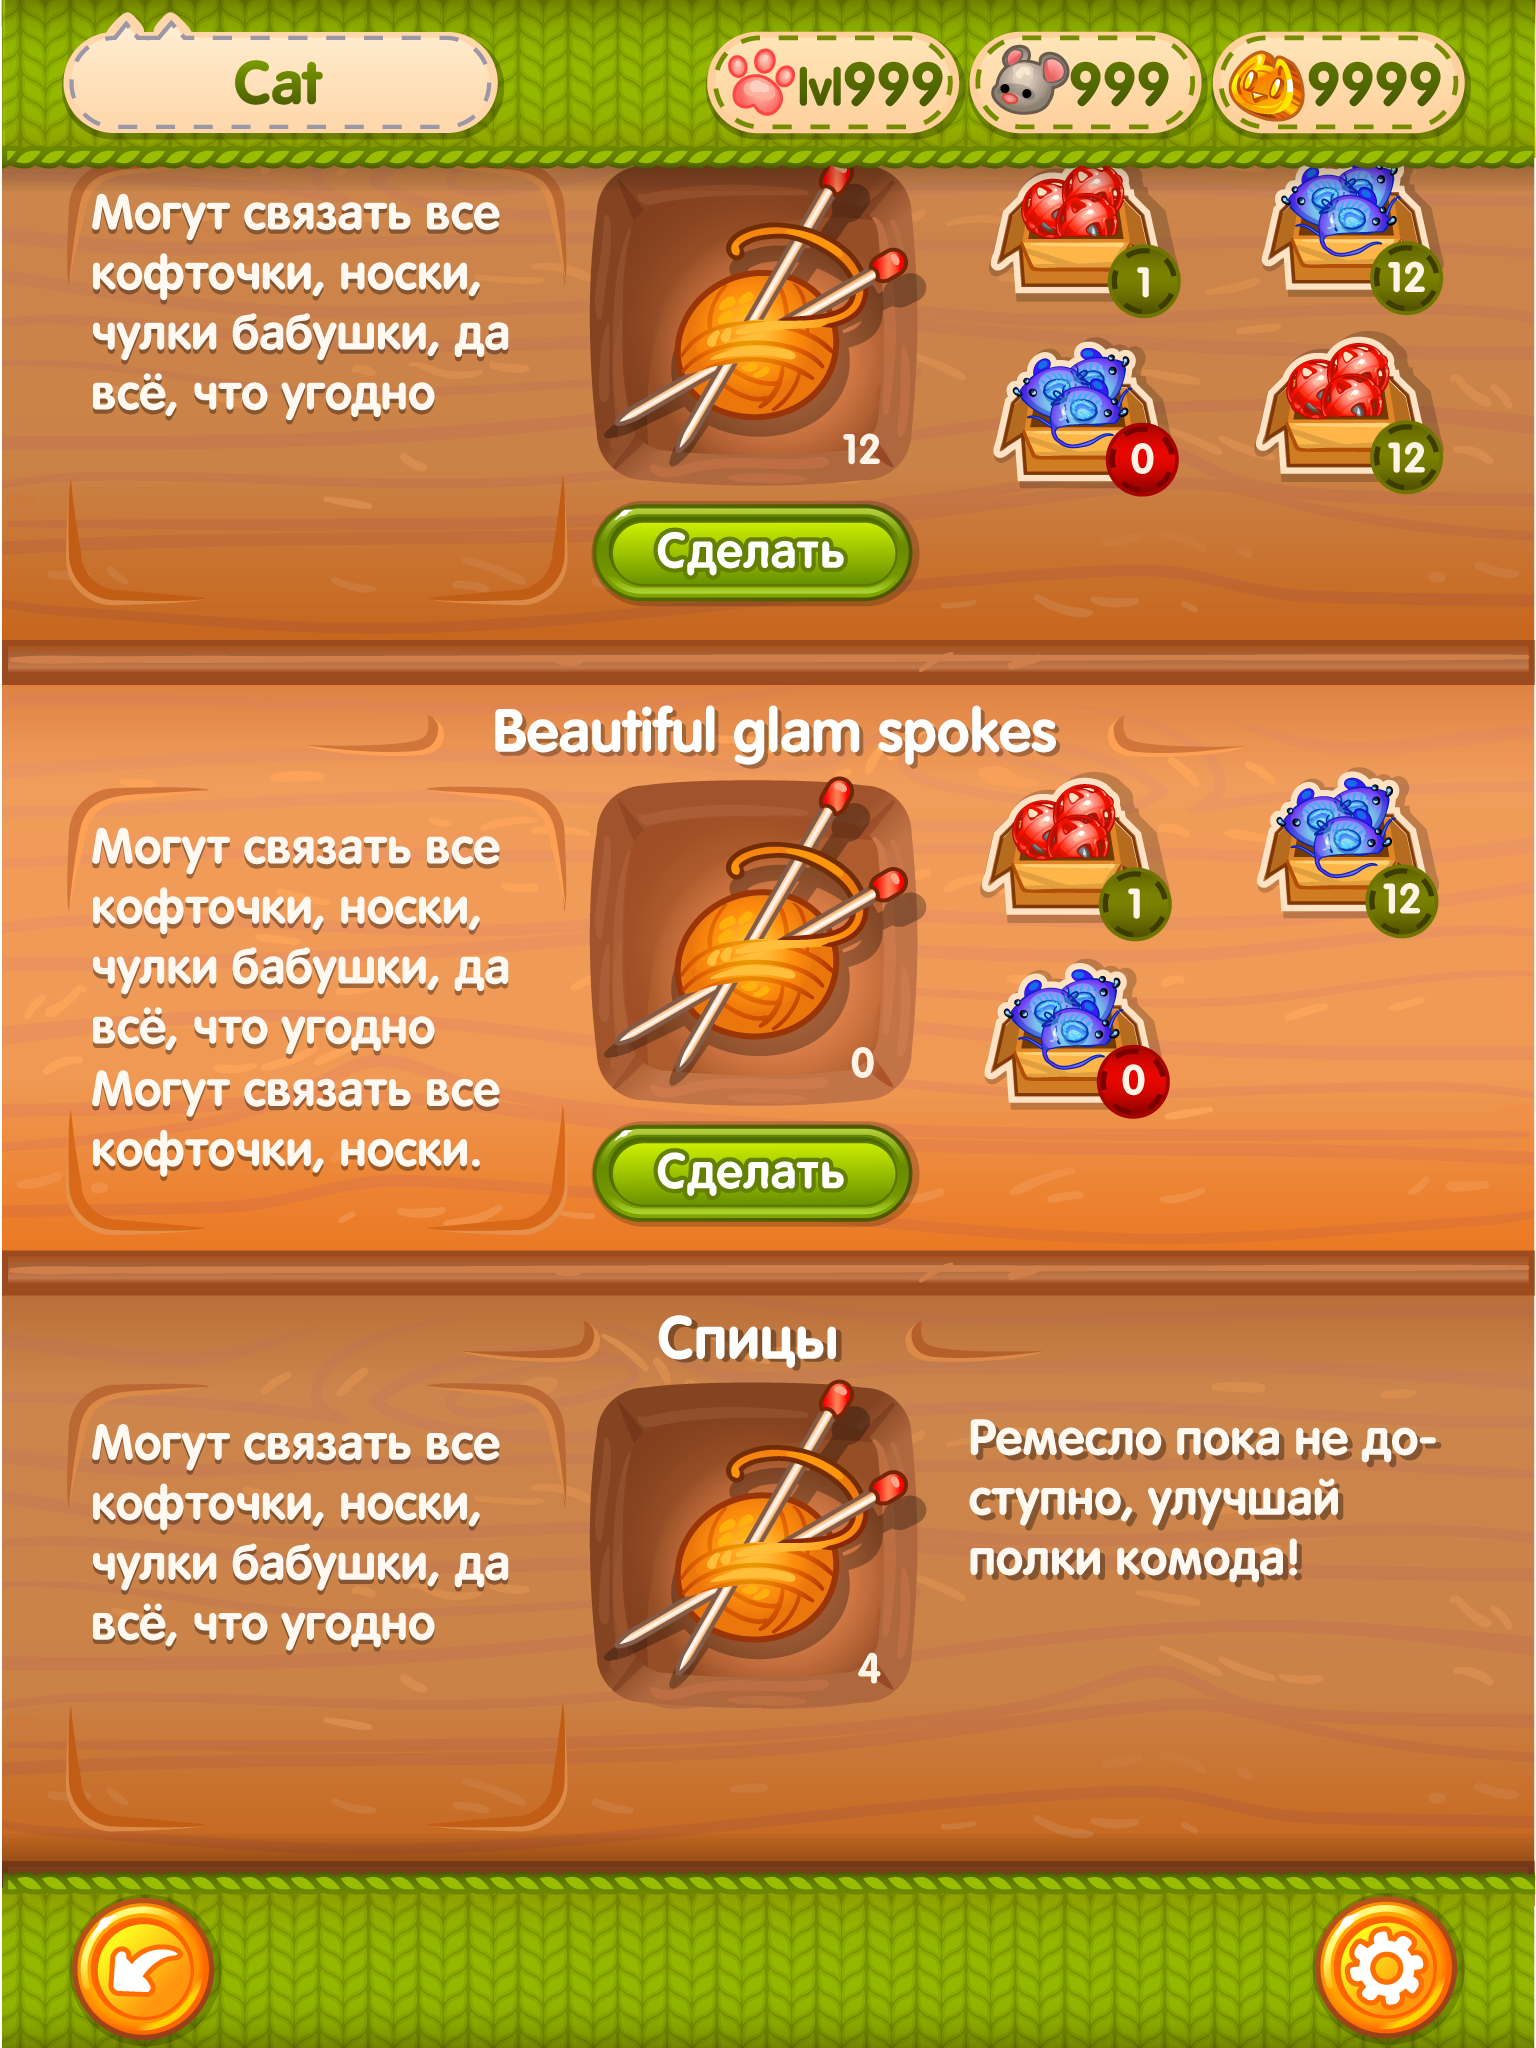 Cat
lvl999
999
9999
Могут связать все
кофточки, носки,
чулки бабушки, да
всё, что угодно
12
1
12
0
12
Сделать
Beautiful glam spokes
Могут связать все
кофточки, носки,
чулки бабушки, да
всё, что угодно
Могут связать все
кофточки, носки.
0
1
12
0
Сделать
Спицы
Могут связать все
кофточки, носки,
чулки бабушки, да
всё, что угодно
4
Ремесло пока не до-
ступно, улучшай
полки комода!